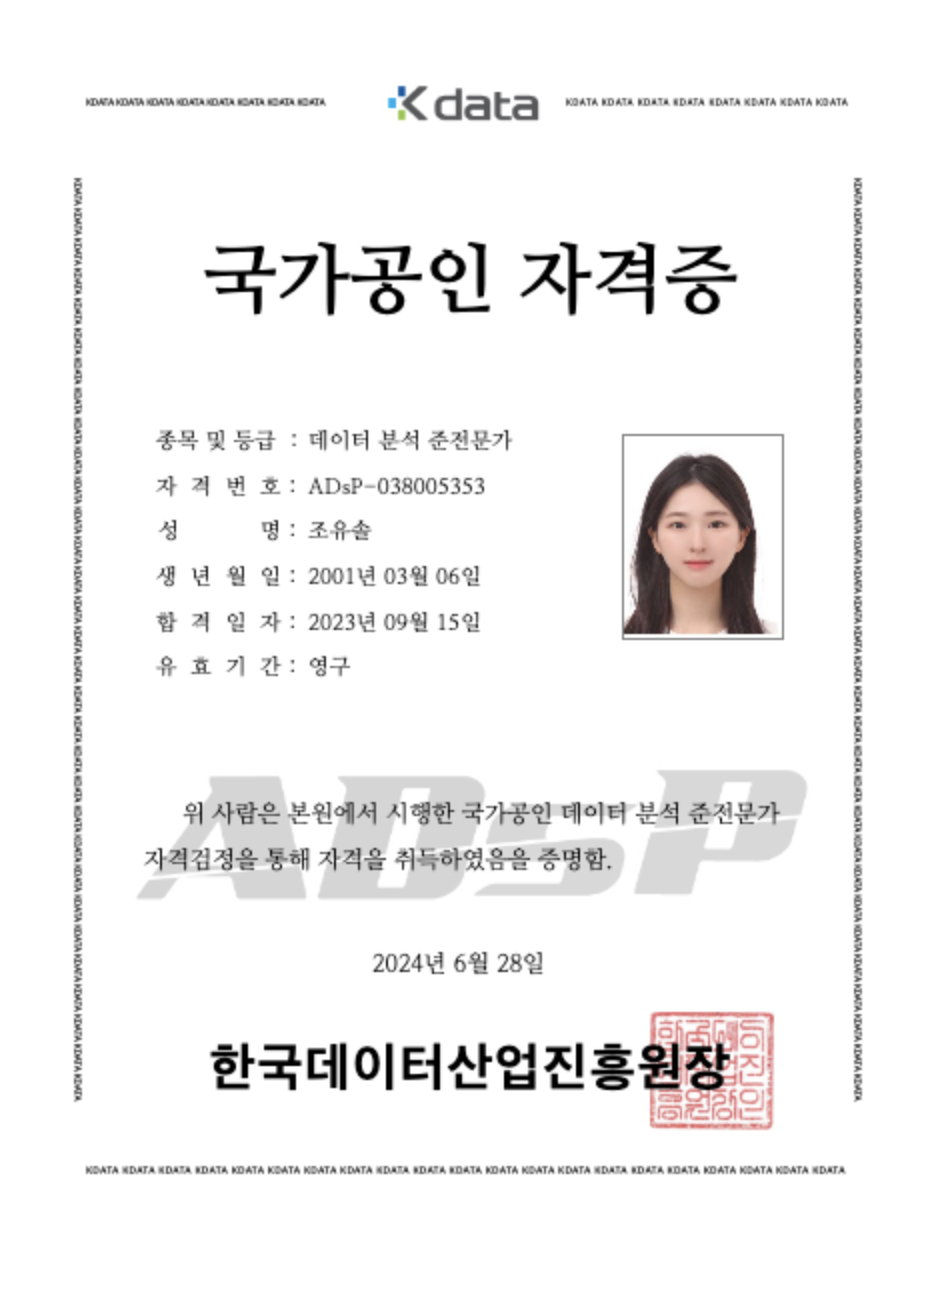 KDATA KDATA KDATA KDATA KDATA KDATA KDATA KDATA
K data
KDATA KDATA KDATA KDATA KDATA KDATA KDATA KDATA
국가공인 자격증
종목 및 등급 : 데이터 분석 준전문가
자 격 번 호 : ADsP-038005353
성 명 : 조유솔
생 년 월 일 : 2001년 03월 06일
합 격 일 자 : 2023년 09월 15일
유 효 기 간 : 영구
ADsP
위 사람은 본원에서 시행한 국가공인 데이터 분석 준전문가
자격검정을 통해 자격을 취득하였음을 증명함.
2024년 6월 28일
한국데이터산업진흥원장
KDATA KDATA KDATA KDATA KDATA KDATA KDATA KDATA KDATA KDATA KDATA KDATA KDATA KDATA KDATA KDATA KDATA KDATA KDATA KDATA KDATA